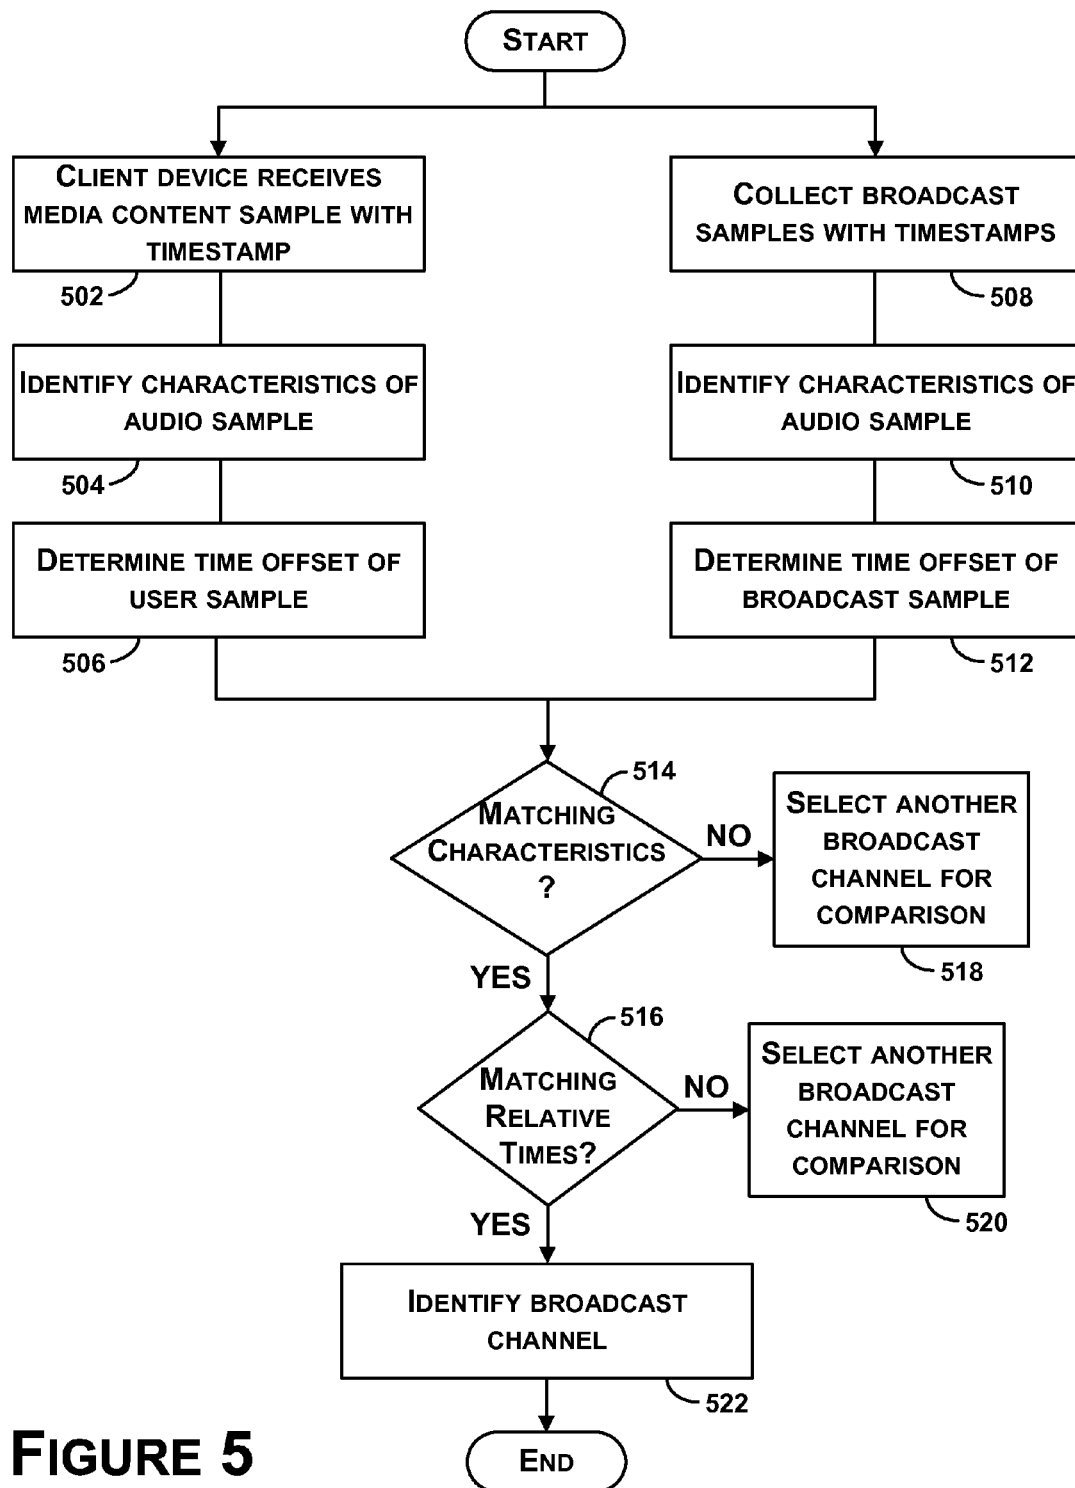 START
CLIENT DEVICE RECEIVES
MEDIA CONTENT SAMPLE WITH
TIMESTAMP
502
COLLECT BROADCAST
SAMPLES WITH TIMESTAMPS
508
IDENTIFY CHARACTERISTICS OF
AUDIO SAMPLE
504
IDENTIFY CHARACTERISTICS OF
AUDIO SAMPLE
510
DETERMINE TIME OFFSET OF
USER SAMPLE
506
DETERMINE TIME OFFSET OF
BROADCAST SAMPLE
512
514
MATCHING
CHARACTERISTICS
?
NO
SELECT ANOTHER
BROADCAST
CHANNEL FOR
COMPARISON
518
YES
516
MATCHING
RELATIVE
TIMES?
NO
SELECT ANOTHER
BROADCAST
CHANNEL FOR
COMPARISON
520
YES
IDENTIFY BROADCAST
CHANNEL
522
END
FIGURE 5